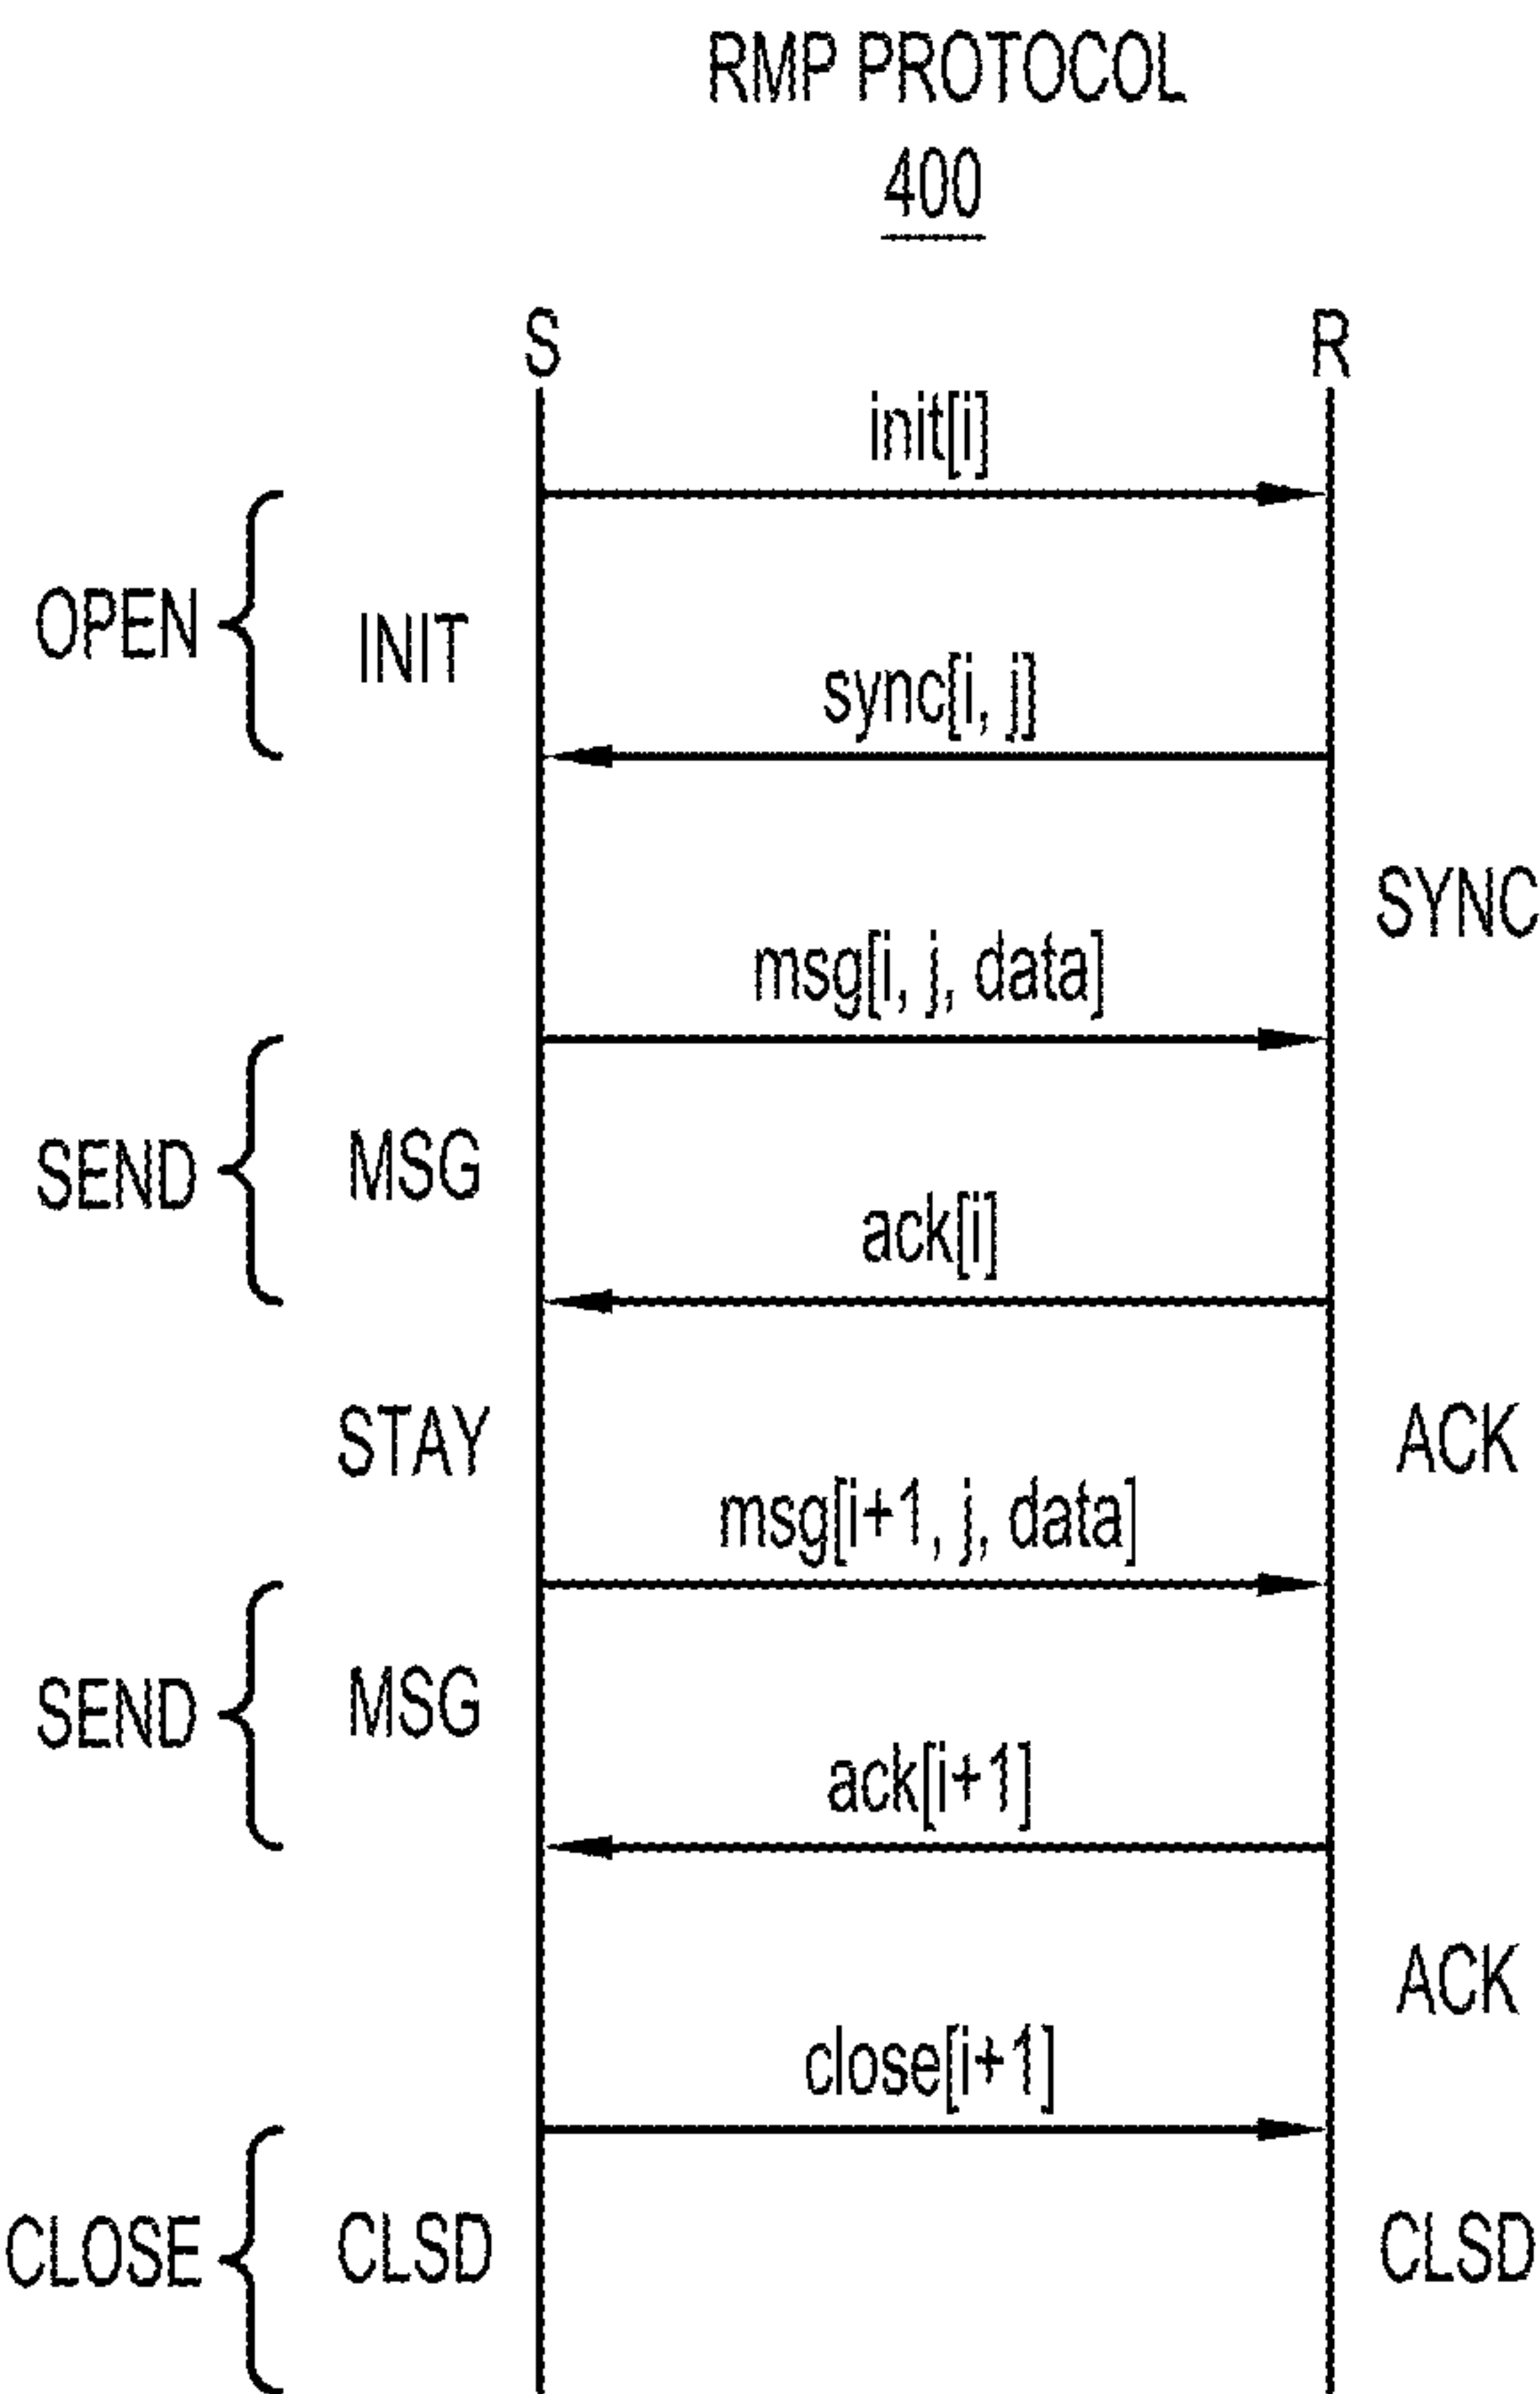 RMP PROTOCOL
400
S R
init[i]
OPEN INIT
sync[i, j]
SYNC
msg[i, j, data]
SEND MSG
ack[i]
STAY ACK
msg[i+1, j, data]
SEND MSG
ack[i+1]
ACK
close[i+1]
CLOSE CLSD CLSD